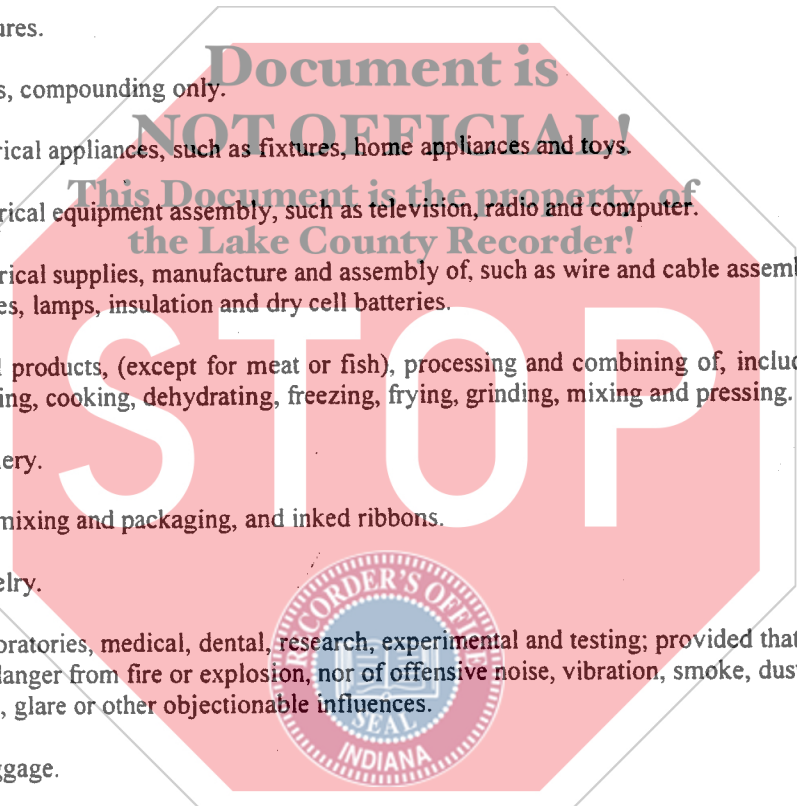 ures.
Document is
s, compounding only.
NOT OFFICIAL!
rical appliances, such as fixtures, home appliances and toys.
This Document is the property of
rical equipment assembly, such as television, radio and computer.
the Lake County Recorder!
rical supplies, manufacture and assembly of, such as wire and cable assembl
es, lamps, insulation and dry cell batteries.
STOP
l products, (except for meat or fish), processing and combining of, includ
ing, cooking, dehydrating, freezing, frying, grinding, mixing and pressing.
ery.
mixing and packaging, and inked ribbons.
elry.
RECORDER'S OFFICE
oratories, medical, dental, research, experimental and testing; provided that
danger from fire or explosion, nor of offensive noise, vibration, smoke, dust
, glare or other objectionable influences.
SEAL
INDIANA
ggage.